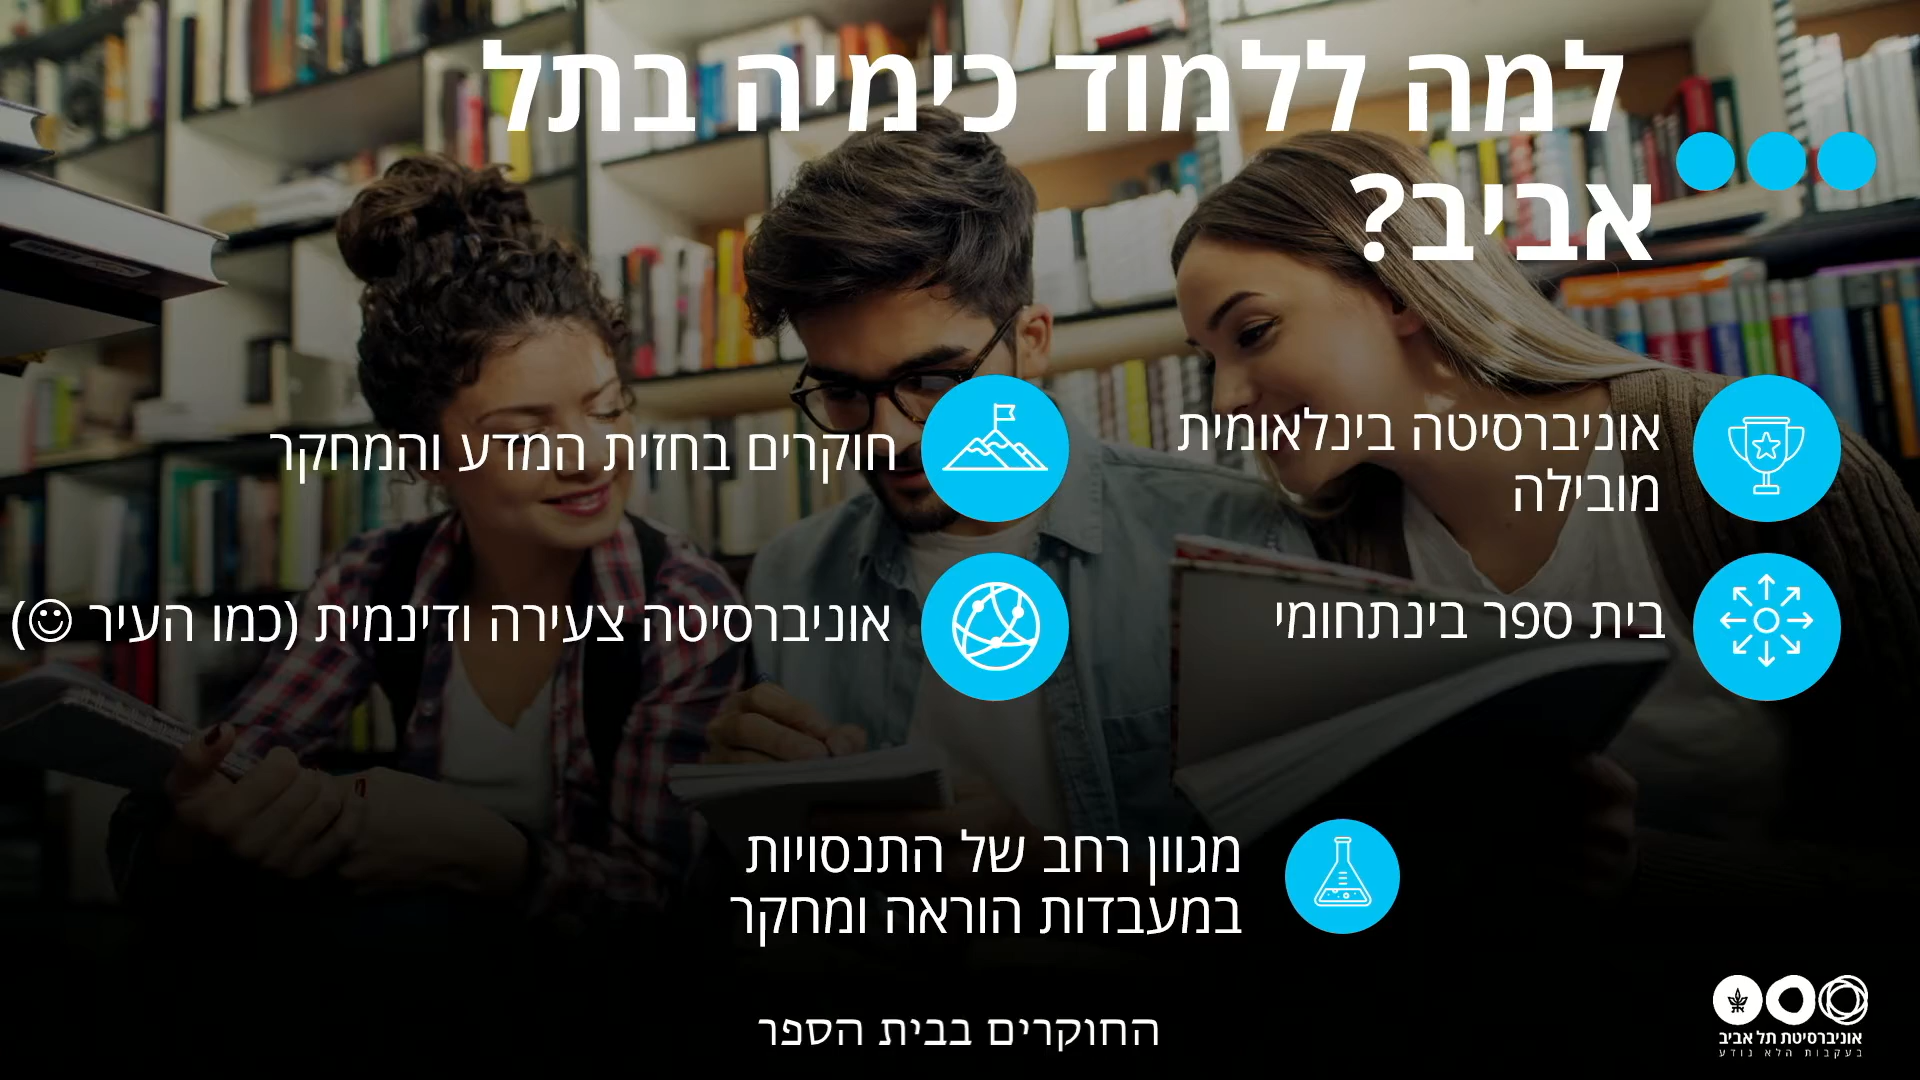 למה ללמוד כימיה בתל
אביב?
אוניברסיטה בינלאומית
מובילה
חוקרים בחזית המדע והמחקר
בית ספר בינתחומי
אוניברסיטה צעירה ודינמית (כמו העיר ☺)
מגוון רחב של התנסויות
במעבדות הוראה ומחקר
החוקרים בבית הספר
אוניברסיטת תל אביב
בעקבות הלא נודע